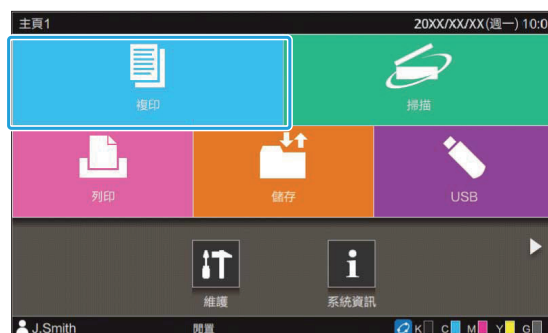 主頁1 20XX/XX/XX(週一) 10:0
複印 掃描
列印 儲存 USB
維護 系統資訊
J.Smith 閒置 K C M Y G